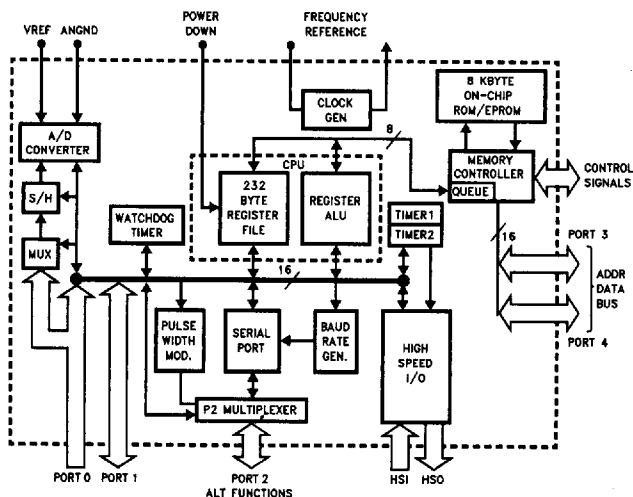 VREF
ANGND
POWER
DOWN
FREQUENCY
REFERENCE
CLOCK
GEN
8 KBYTE
ON-CHIP
ROM/EPROM
A/D
CONVERTER
8
CPU
MEMORY
CONTROLLER
QUEUE
CONTROL
SIGNALS
S/H
232
BYTE
REGISTER
FILE
REGISTER
ALU
WATCHDOG
TIMER
TIMER1
TIMER2
16
PORT 3
MUX
16
ADDR
DATA
BUS
PULSE
WIDTH
MOD.
SERIAL
PORT
BAUD
RATE
GEN.
HIGH
SPEED
I/O
PORT 4
P2 MULTIPLEXER
PORT 0
PORT 1
PORT 2
ALT FUNCTIONS
HSI
HSO